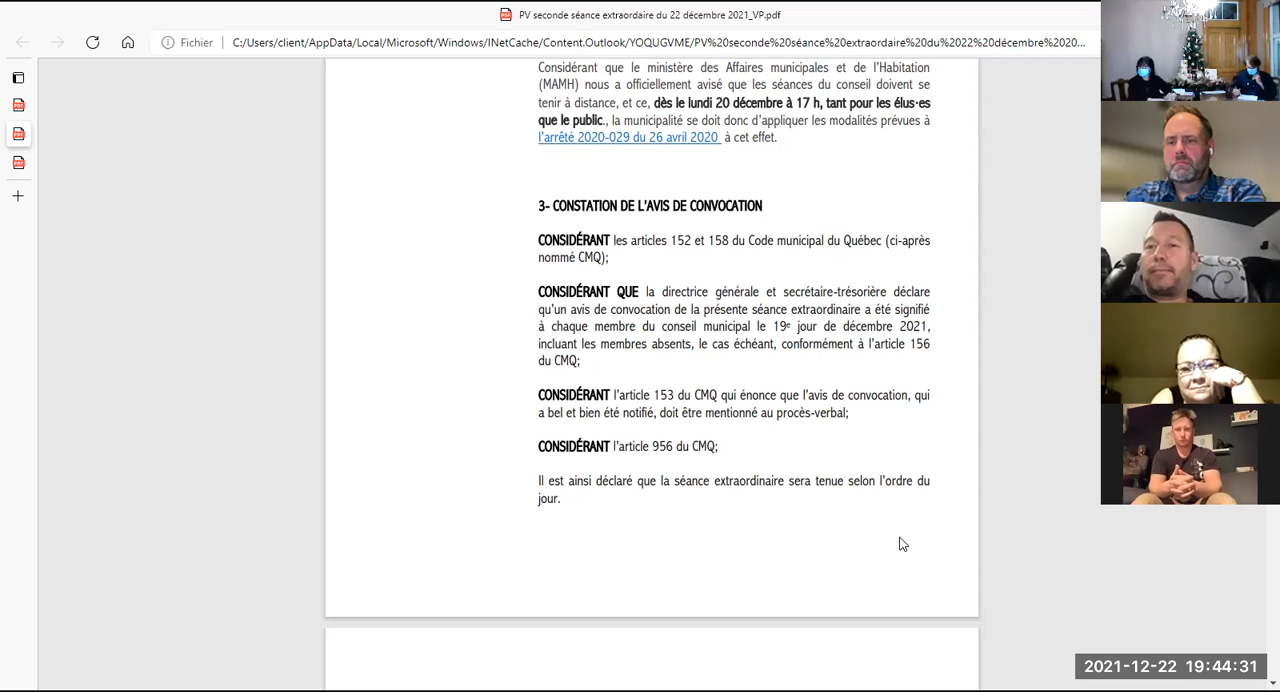 PV seconde séance extraordaire du 22 décembre 2021_VP.pdf
Fichier
C:/Users/client/AppData/Local/Microsoft/Windows/INetCache/Content.Outlook/YOQUGVME/PV%20seconde%20séance%20extraordaire%20du%2022%20décembre%2020...
Considérant que le ministère des Affaires municipales et de l'Habitation
(MAMH) nous a officiellement avisé que les séances du conseil doivent se
tenir à distance, et ce, dès le lundi 20 décembre à 17 h, tant pour les élus·es
que le public., la municipalité se doit donc d'appliquer les modalités prévues à
l'arrêté 2020-029 du 26 avril 2020 à cet effet.
3- CONSTATION DE L'AVIS DE CONVOCATION
CONSIDÉRANT les articles 152 et 158 du Code municipal du Québec (ci-après
nommé CMQ);
CONSIDÉRANT QUE la directrice générale et secrétaire-trésorière déclare
qu'un avis de convocation de la présente séance extraordinaire a été signifié
à chaque membre du conseil municipal le 19e jour de décembre 2021,
incluant les membres absents, le cas échéant, conformément à l'article 156
du CMQ;
CONSIDÉRANT l'article 153 du CMQ qui énonce que l'avis de convocation, qui
a bel et bien été notifié, doit être mentionné au procès-verbal;
CONSIDÉRANT l'article 956 du CMQ;
Il est ainsi déclaré que la séance extraordinaire sera tenue selon l'ordre du
jour.
2021-12-22 19:44:31